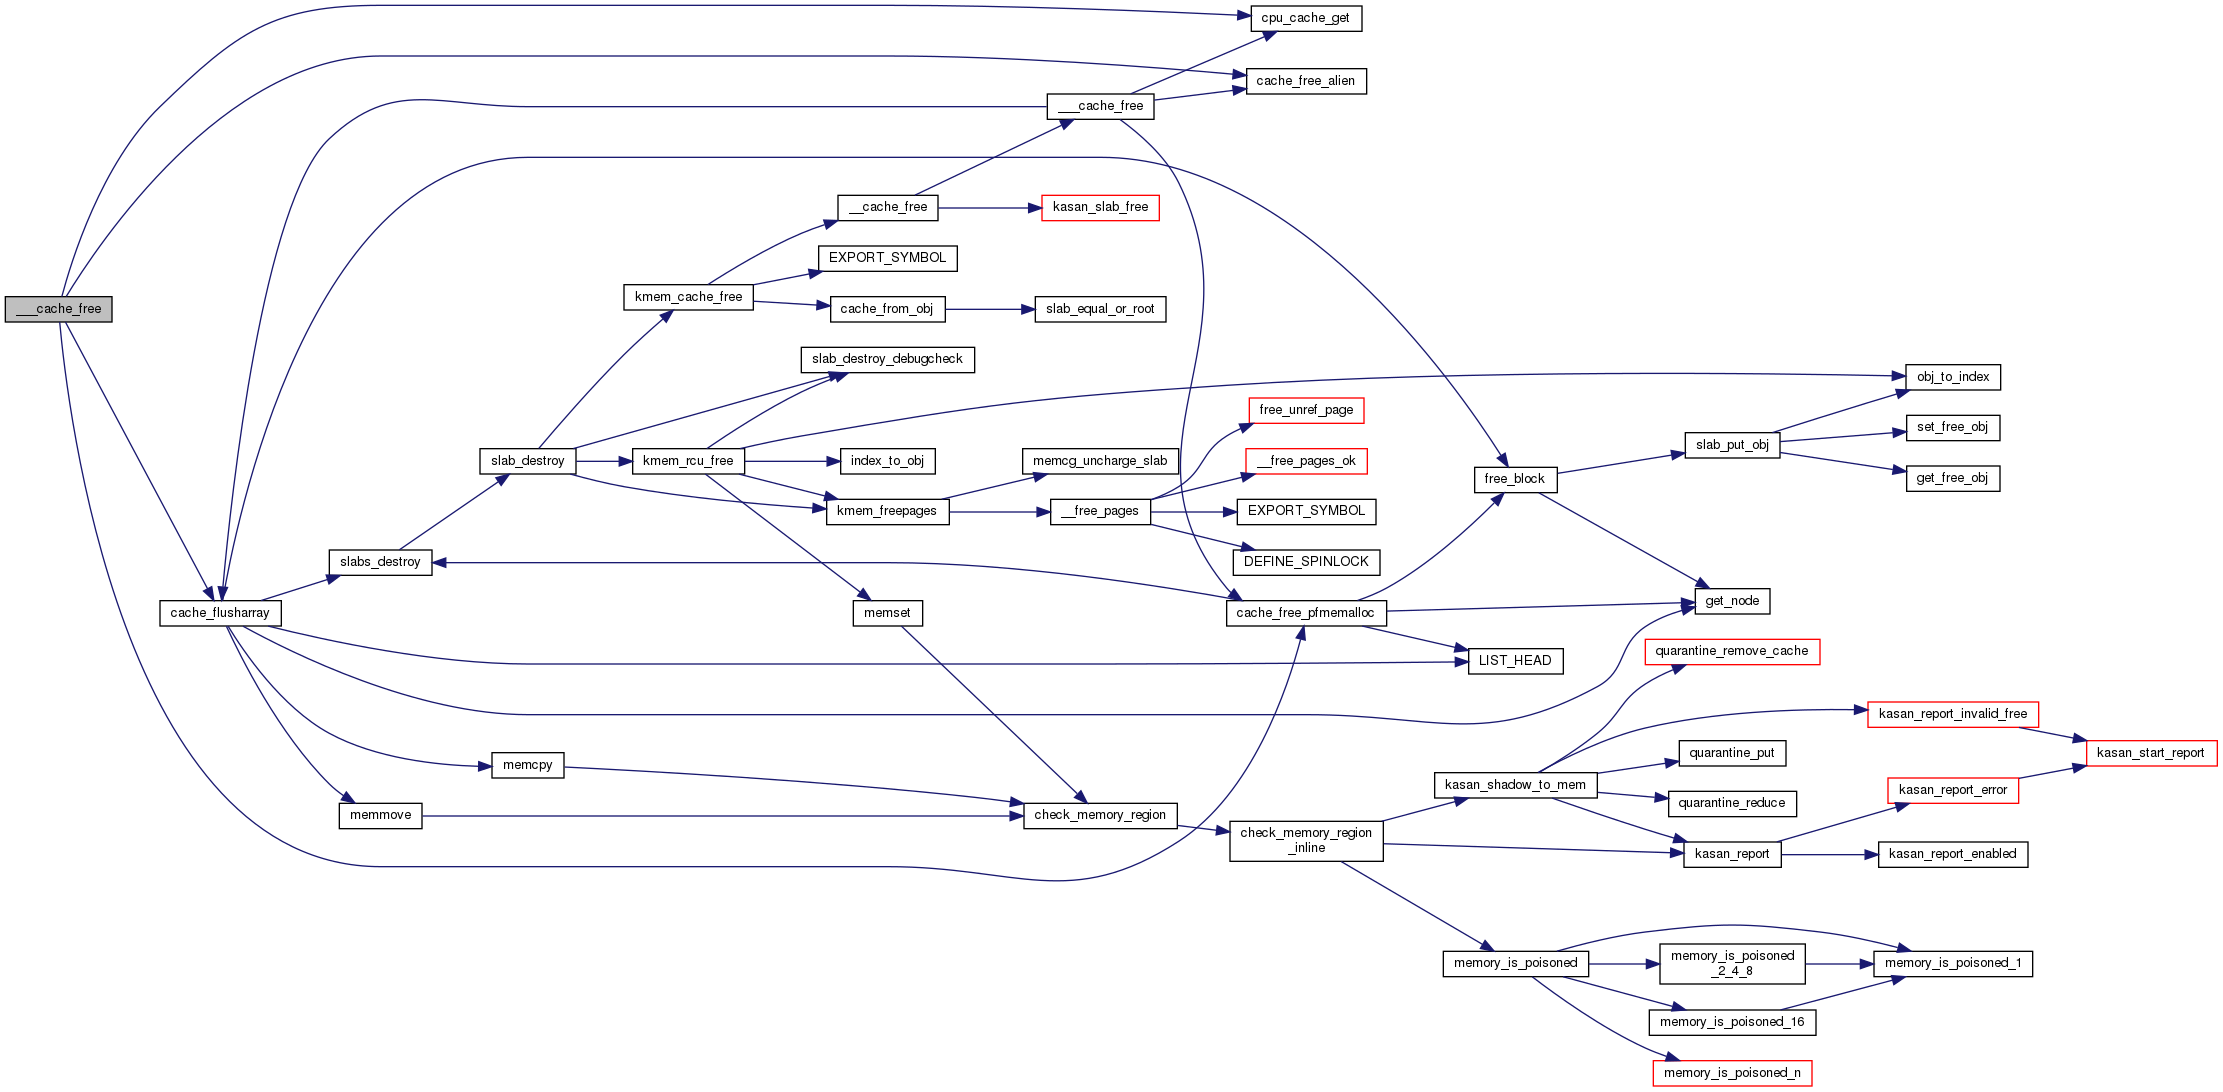 cpu_cache_get
cache_free_alien
___cache_free
__cache_free
kasan_slab_free
EXPORT_SYMBOL
kmem_cache_free
___cache_free
cache_from_obj
slab_equal_or_root
slab_destroy_debugcheck
obj_to_index
free_unref_page
set_free_obj
slab_put_obj
slab_destroy
kmem_rcu_free
index_to_obj
memcg_uncharge_slab
__free_pages_ok
free_block
get_free_obj
kmem_freepages
__free_pages
EXPORT_SYMBOL
slabs_destroy
DEFINE_SPINLOCK
get_node
cache_flusharray
memset
cache_free_pfmemalloc
quarantine_remove_cache
LIST_HEAD
kasan_report_invalid_free
quarantine_put
kasan_start_report
memcpy
kasan_shadow_to_mem
kasan_report_error
quarantine_reduce
memmove
check_memory_region
check_memory_region
_inline
kasan_report
kasan_report_enabled
memory_is_poisoned
memory_is_poisoned
_2_4_8
memory_is_poisoned_1
memory_is_poisoned_16
memory_is_poisoned_n